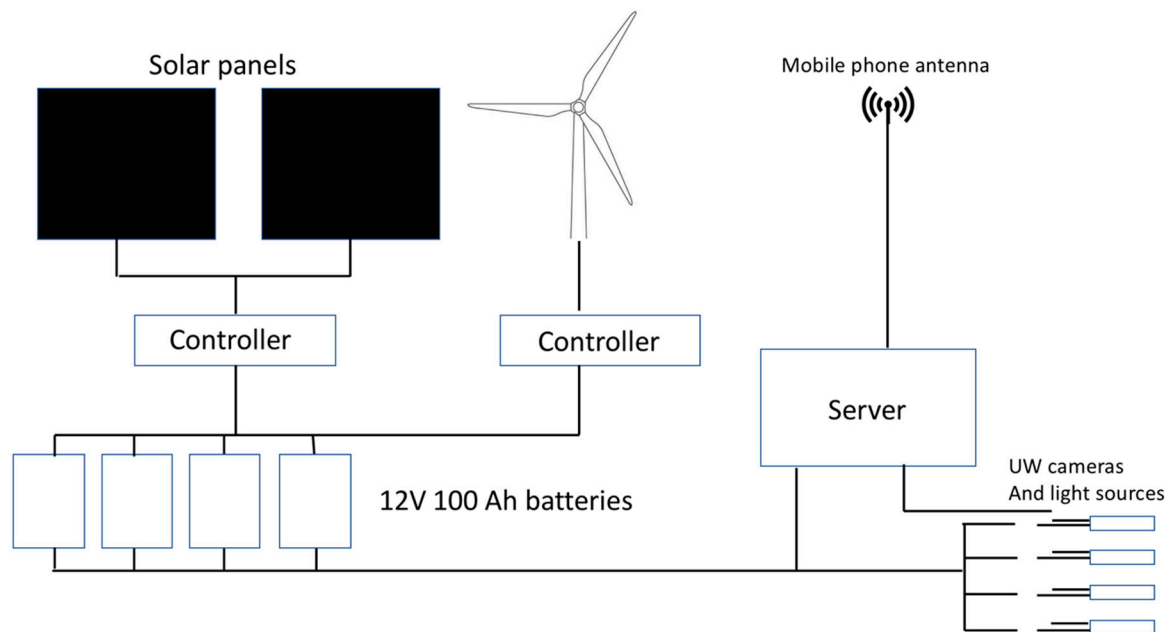 Solar panels
Mobile phone antenna
Controller
Controller
Server
12V 100 Ah batteries
UW cameras
And light sources